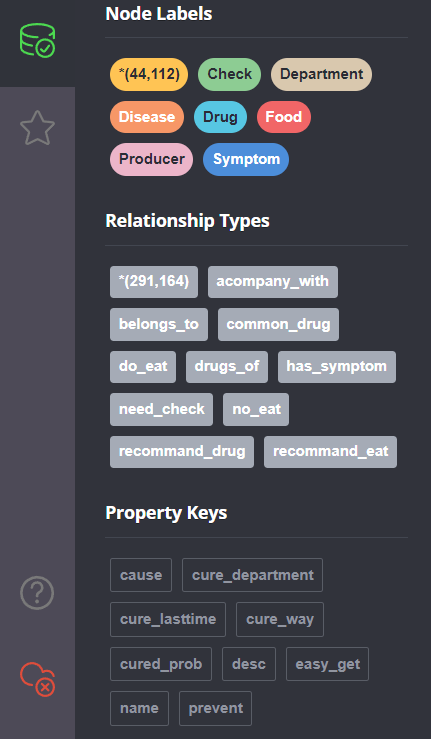 Node Labels
*(44,112) Check Department
Disease Drug Food
Producer Symptom
Relationship Types
*(291,164) acompany_with
belongs_to common_drug
do_eat drugs_of has_symptom
need_check no_eat
recommand_drug recommand_eat
Property Keys
cause cure_department
cure_lasttime cure_way
cured_prob desc easy_get
name prevent